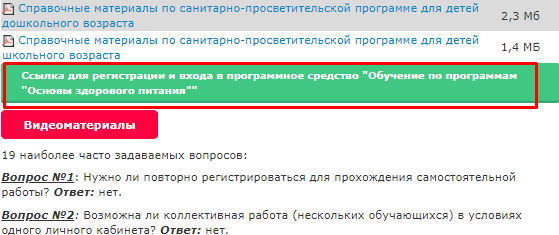 Справочные материалы по санитарно-просветительской программе для детей
дошкольного возраста
2,3 Мб
Справочные материалы по санитарно-просветительской программе для детей
школьного возраста
1,4 МБ
Ссылка для регистрации и входа в программное средство "Обучение по программам
"Основы здорового питания""
Видеоматериалы
19 наиболее часто задаваемых вопросов:
Вопрос №1: Нужно ли повторно регистрироваться для прохождения самостоятельной
работы? Ответ: нет.
Вопрос №2: Возможна ли коллективная работа (нескольких обучающихся) в условиях
одного личного кабинета? Ответ: нет.